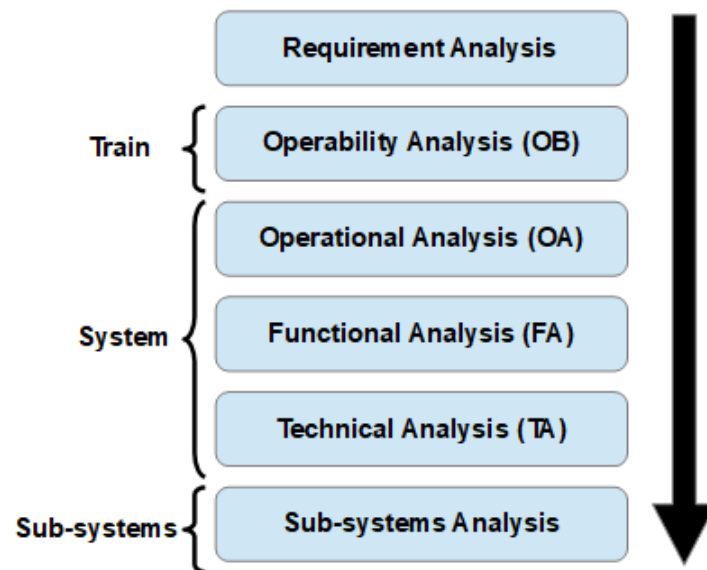 Requirement Analysis
Train
Operability Analysis (OB)
Operational Analysis (OA)
System
Functional Analysis (FA)
Technical Analysis (TA)
Sub-systems
Sub-systems Analysis